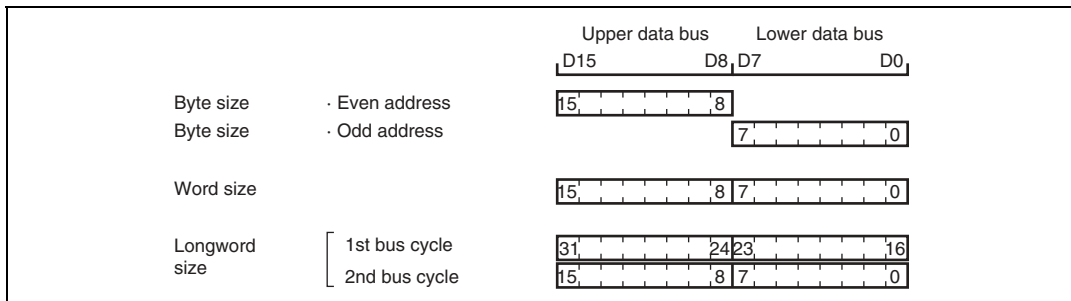 Upper data bus Lower data bus
D15 D8 D7 D0
Byte size · Even address 15 8
Byte size · Odd address 7 0
Word size 15 8 7 0
Longword size 1st bus cycle 31 24 23 16
2nd bus cycle 15 8 7 0